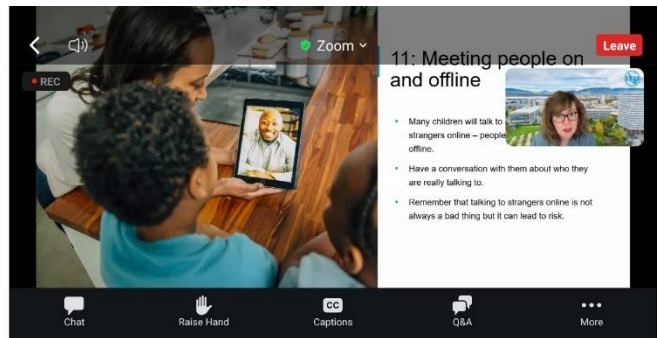 Zoom
Leave
REC
11: Meeting people on
and offline
Many children will talk to
strangers online – people
offline.
Have a conversation with them about who they
are really talking to.
Remember that talking to strangers online is not
always a bad thing but it can lead to risk.
CC
Chat
Raise Hand
Captions
Q&A
More